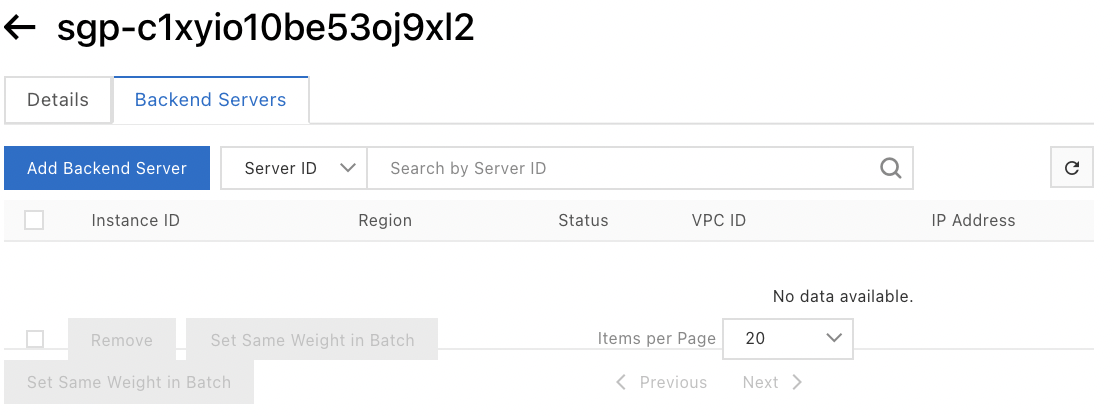 sgp-c1xyio10be53oj9xl2
Details Backend Servers
Add Backend Server Server ID Search by Server ID
Instance ID Region Status VPC ID IP Address
No data available.
Remove Set Same Weight in Batch Items per Page 20
Set Same Weight in Batch Previous Next